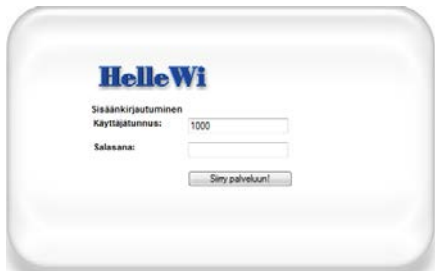 HelleWi
Sisäänkirjautuminen
Käyttäjätunnus:
1000
Salasana:
Siirry palveluun!